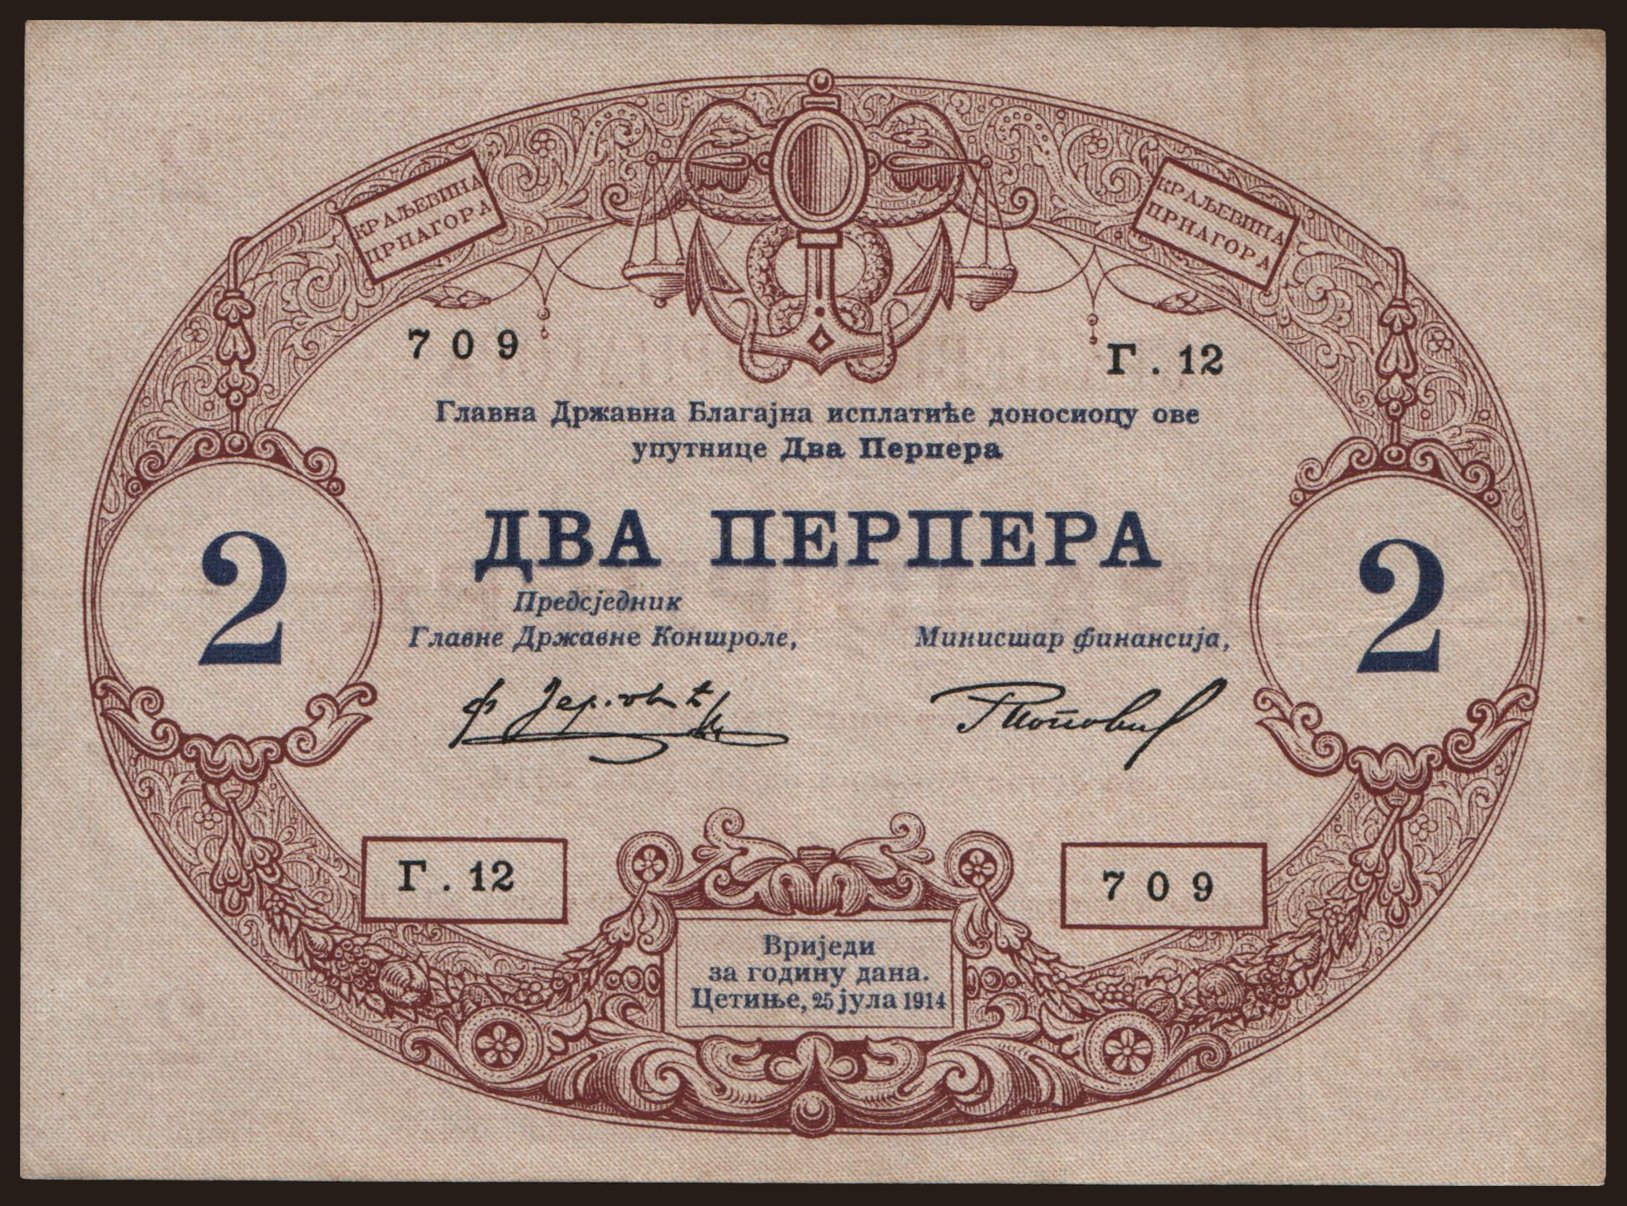 КРАЉЕВИНА
ЦРНАГОРА
КРАЉЕВИНА
ЦРНАГОРА
709
Г. 12
Главна Државна Благајна исплатиће доносиоцу ове
упутнице Два Перпера
ДВА ПЕРПЕРА
2
2
Предсједник
Главне Државне Контроле,
Министар финансија,
Г. 12
709
Вриједи
за годину дана.
Цетиње, 25 јула 1914